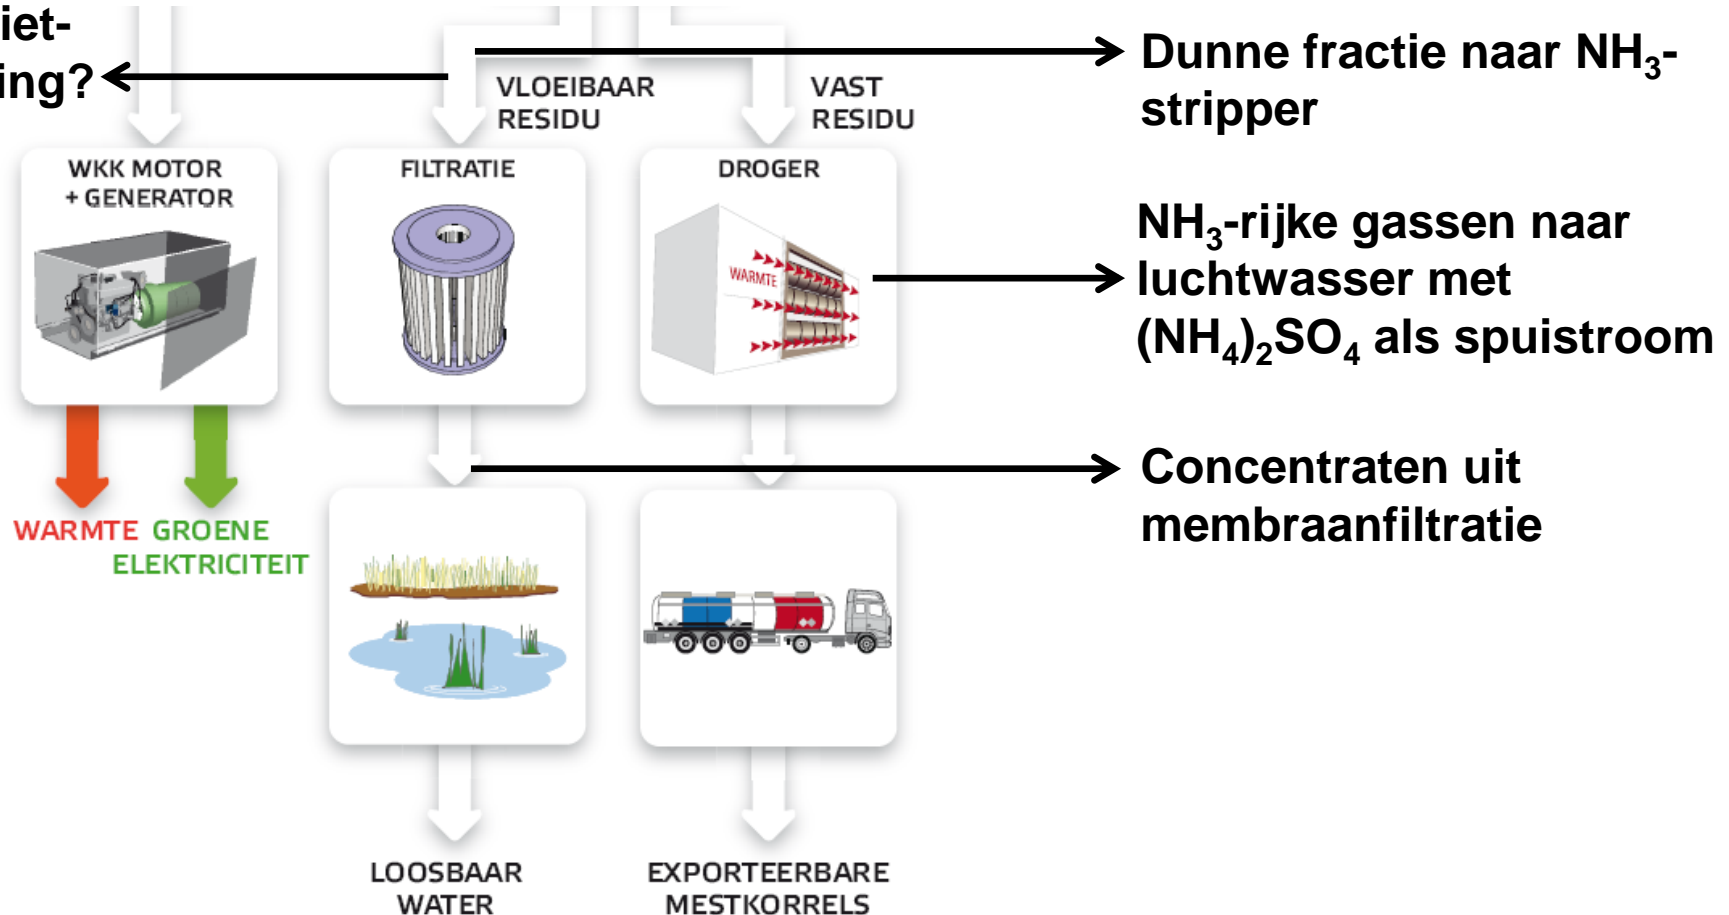 iet-
ing?
VLOEIBAAR
RESIDU
VAST
RESIDU
Dunne fractie naar NH₃-
stripper
WKK MOTOR
+ GENERATOR
FILTRATIE
DROGER
WARMTE
NH₃-rijke gassen naar
luchtwasser met
(NH₄)₂SO₄ als spuistroom
WARMTE
GROENE
ELEKTRICITEIT
Concentraten uit
membraanfiltratie
LOOSBAAR
WATER
EXPORTEERBARE
MESTKORRELS